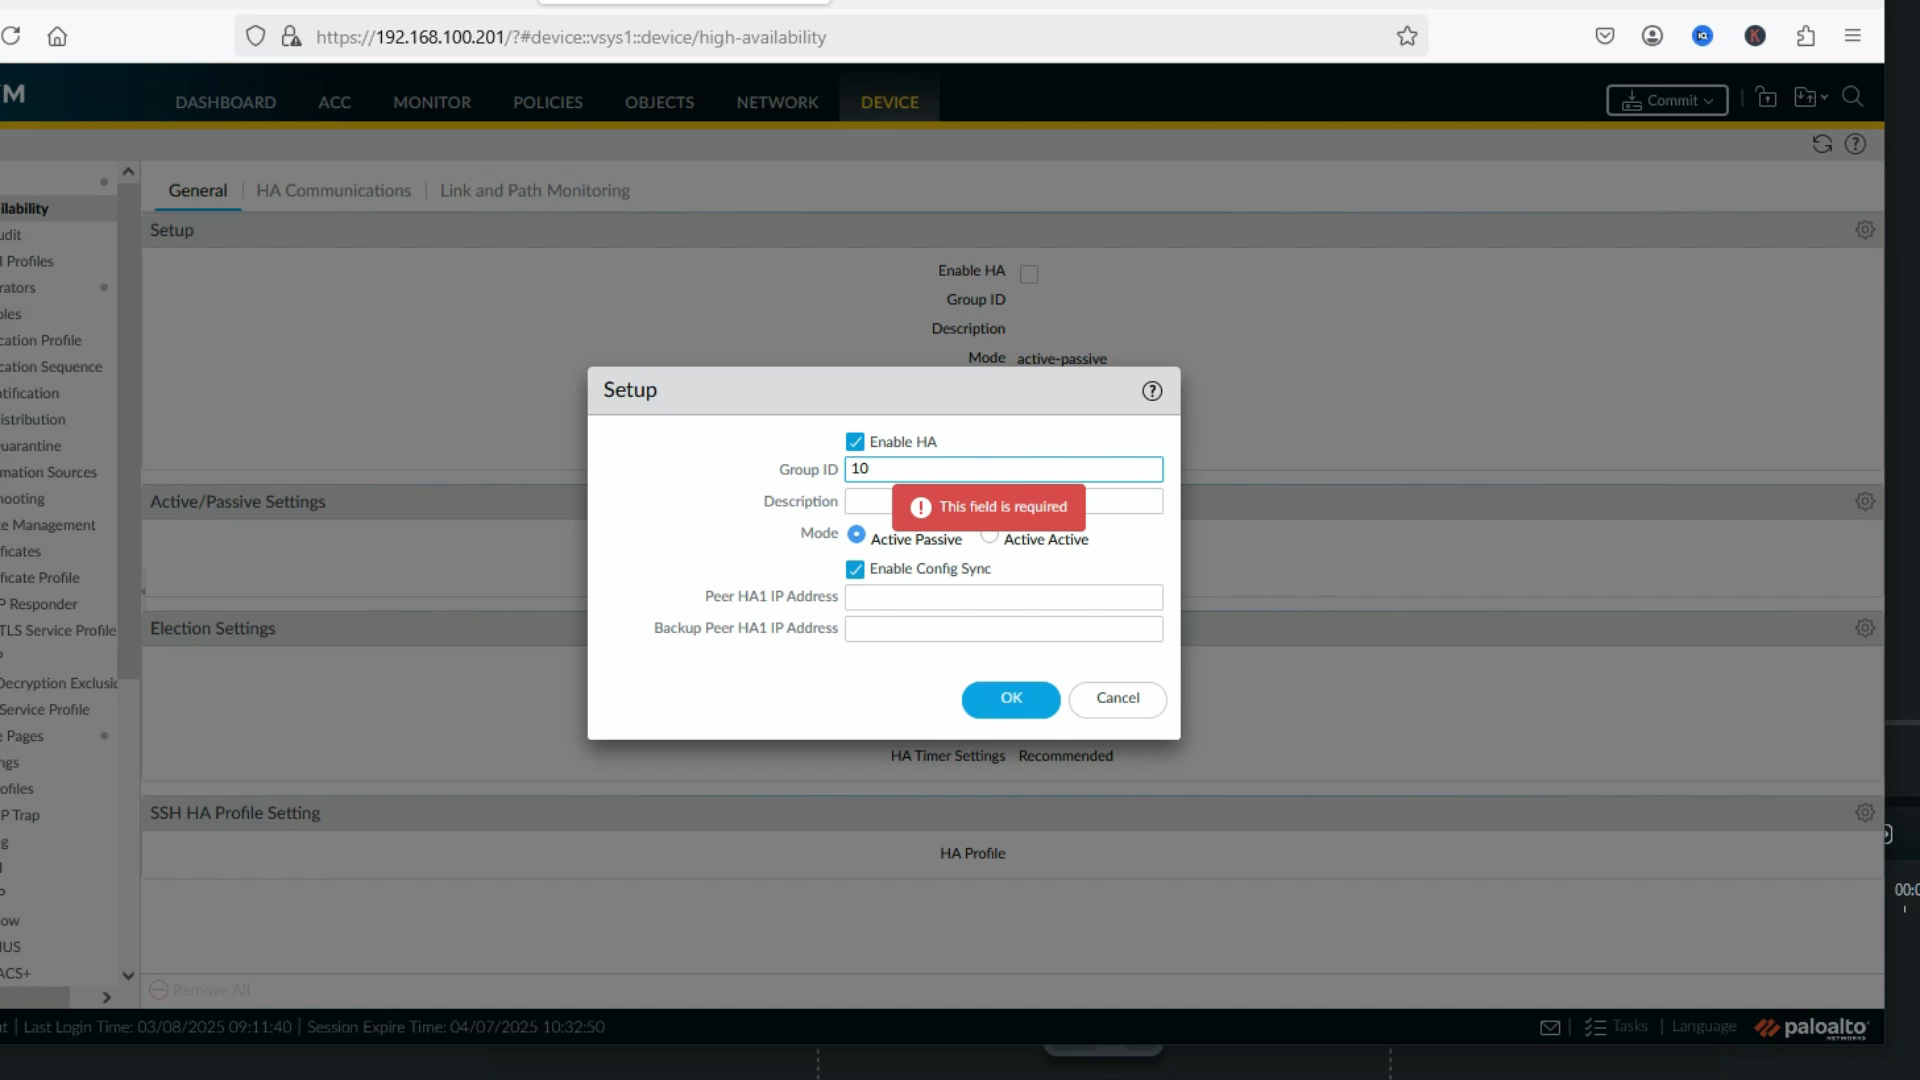 https://192.168.100.201/?#device::vsys1::device/high-availability
M
DASHBOARD
ACC
MONITOR
POLICIES
OBJECTS
NETWORK
DEVICE
Commit
General
HA Communications
Link and Path Monitoring
ilability
udit
l Profiles
rators
oles
cation Profile
cation Sequence
tification
istribution
uarantine
mation Sources
hooting
te Management
ficates
ficate Profile
P Responder
TLS Service Profile
P
Decryption Exclusio
Service Profile
e Pages
ngs
ofiles
P Trap
g
l
P
ow
IUS
ACS+
Setup
Enable HA
Group ID
Description
Mode active-passive
Active/Passive Settings
Election Settings
HA Timer Settings Recommended
SSH HA Profile Setting
HA Profile
Remove All
Setup
Enable HA
Group ID 10
Description
This field is required
Mode Active Passive Active Active
Enable Config Sync
Peer HA1 IP Address
Backup Peer HA1 IP Address
OK
Cancel
ut | Last Login Time: 03/08/2025 09:11:40 | Session Expire Time: 04/07/2025 10:32:50
Tasks | Language
paloalto
NETWORKS
00:0